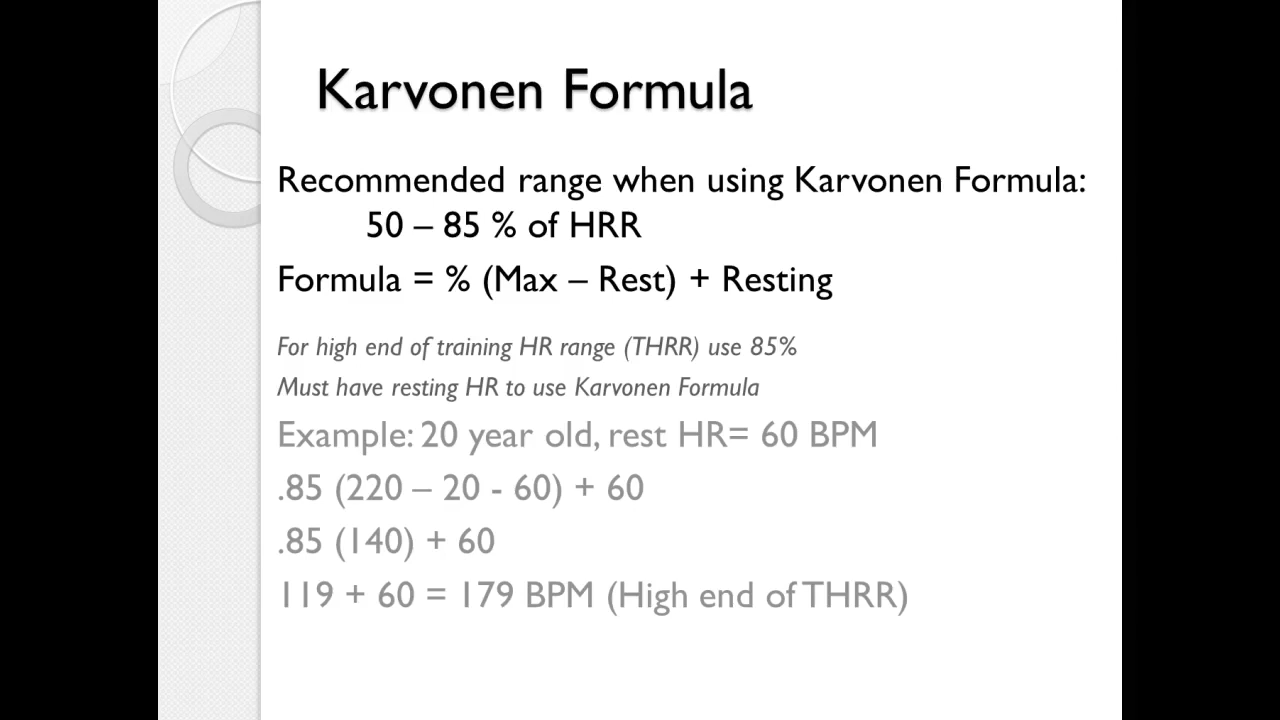 Karvonen Formula
Recommended range when using Karvonen Formula:
50 – 85 % of HRR
Formula = % (Max – Rest) + Resting
For high end of training HR range (THRR) use 85%
Must have resting HR to use Karvonen Formula
Example: 20 year old, rest HR= 60 BPM
.85 (220 – 20 - 60) + 60
.85 (140) + 60
119 + 60 = 179 BPM (High end of THRR)